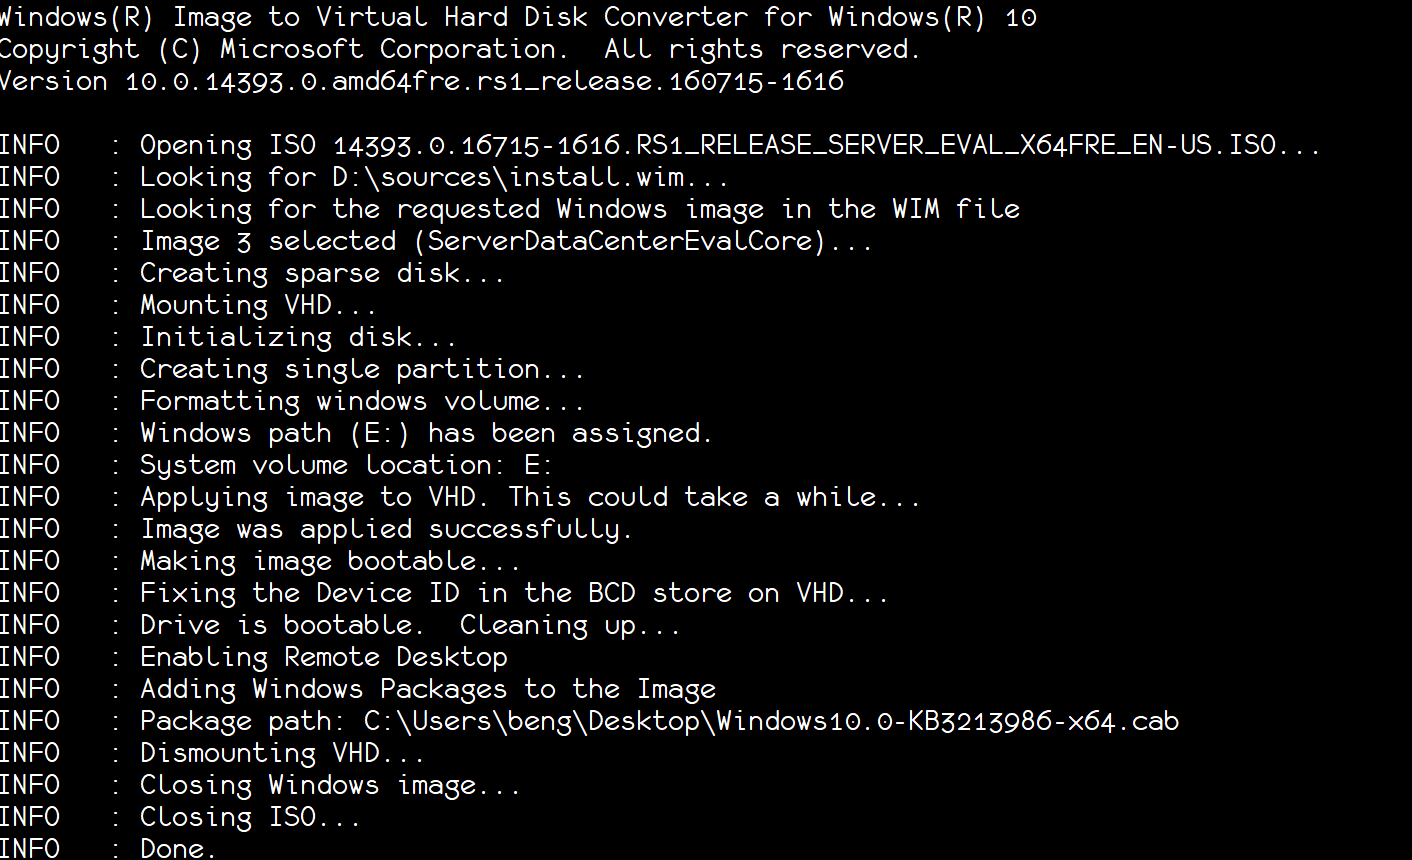 Windows(R) Image to Virtual Hard Disk Converter for Windows(R) 10
Copyright (C) Microsoft Corporation.  All rights reserved.
Version 10.0.14393.0.amd64fre.rs1_release.160715-1616
INFO   : Opening ISO 14393.0.16715-1616.RS1_RELEASE_SERVER_EVAL_X64FRE_EN-US.ISO...
INFO   : Looking for D:\sources\install.wim...
INFO   : Looking for the requested Windows image in the WIM file
INFO   : Image 3 selected (ServerDataCenterEvalCore)...
INFO   : Creating sparse disk...
INFO   : Mounting VHD...
INFO   : Initializing disk...
INFO   : Creating single partition...
INFO   : Formatting windows volume...
INFO   : Windows path (E:) has been assigned.
INFO   : System volume location: E:
INFO   : Applying image to VHD. This could take a while...
INFO   : Image was applied successfully.
INFO   : Making image bootable...
INFO   : Fixing the Device ID in the BCD store on VHD...
INFO   : Drive is bootable.  Cleaning up...
INFO   : Enabling Remote Desktop
INFO   : Adding Windows Packages to the Image
INFO   : Package path: C:\Users\beng\Desktop\Windows10.0-KB3213986-x64.cab
INFO   : Dismounting VHD...
INFO   : Closing Windows image...
INFO   : Closing ISO...
INFO   : Done.